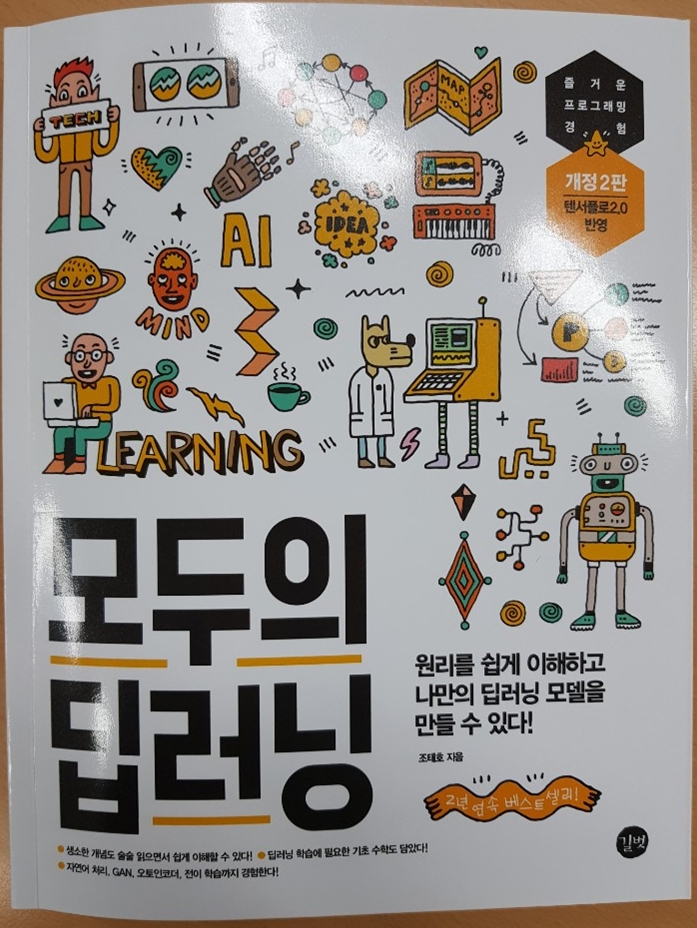 TECH
MAP
즐거운
프로그래밍
경험
개정2판
텐서플로2.0
반영
AI
IDEA
MIND
P
LEARNING
모두의
딥러닝
원리를 쉽게 이해하고
나만의 딥러닝 모델을
만들 수 있다!
조태호 지음
2년 연속 베스트셀러!
생소한 개념도 술술 읽으면서 쉽게 이해할 수 있다! 딥러닝 학습에 필요한 기초 수학도 담았다!
자연어 처리, GAN, 오토인코더, 전이 학습까지 경험한다!
길벗